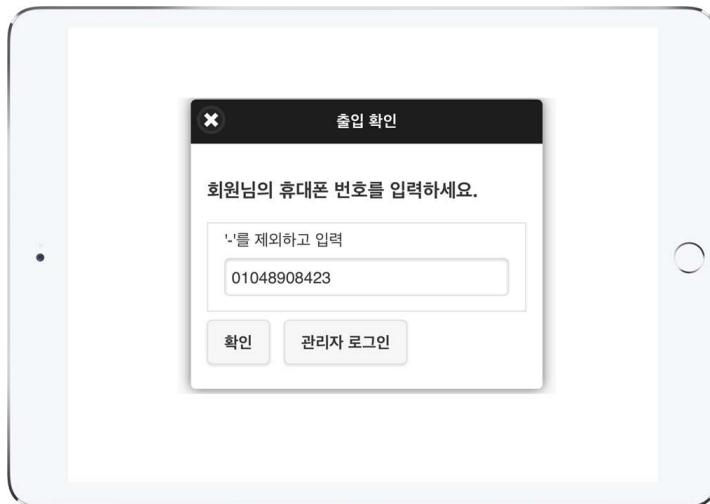 출입 확인
회원님의 휴대폰 번호를 입력하세요.
'-'를 제외하고 입력
01048908423
확인 관리자 로그인